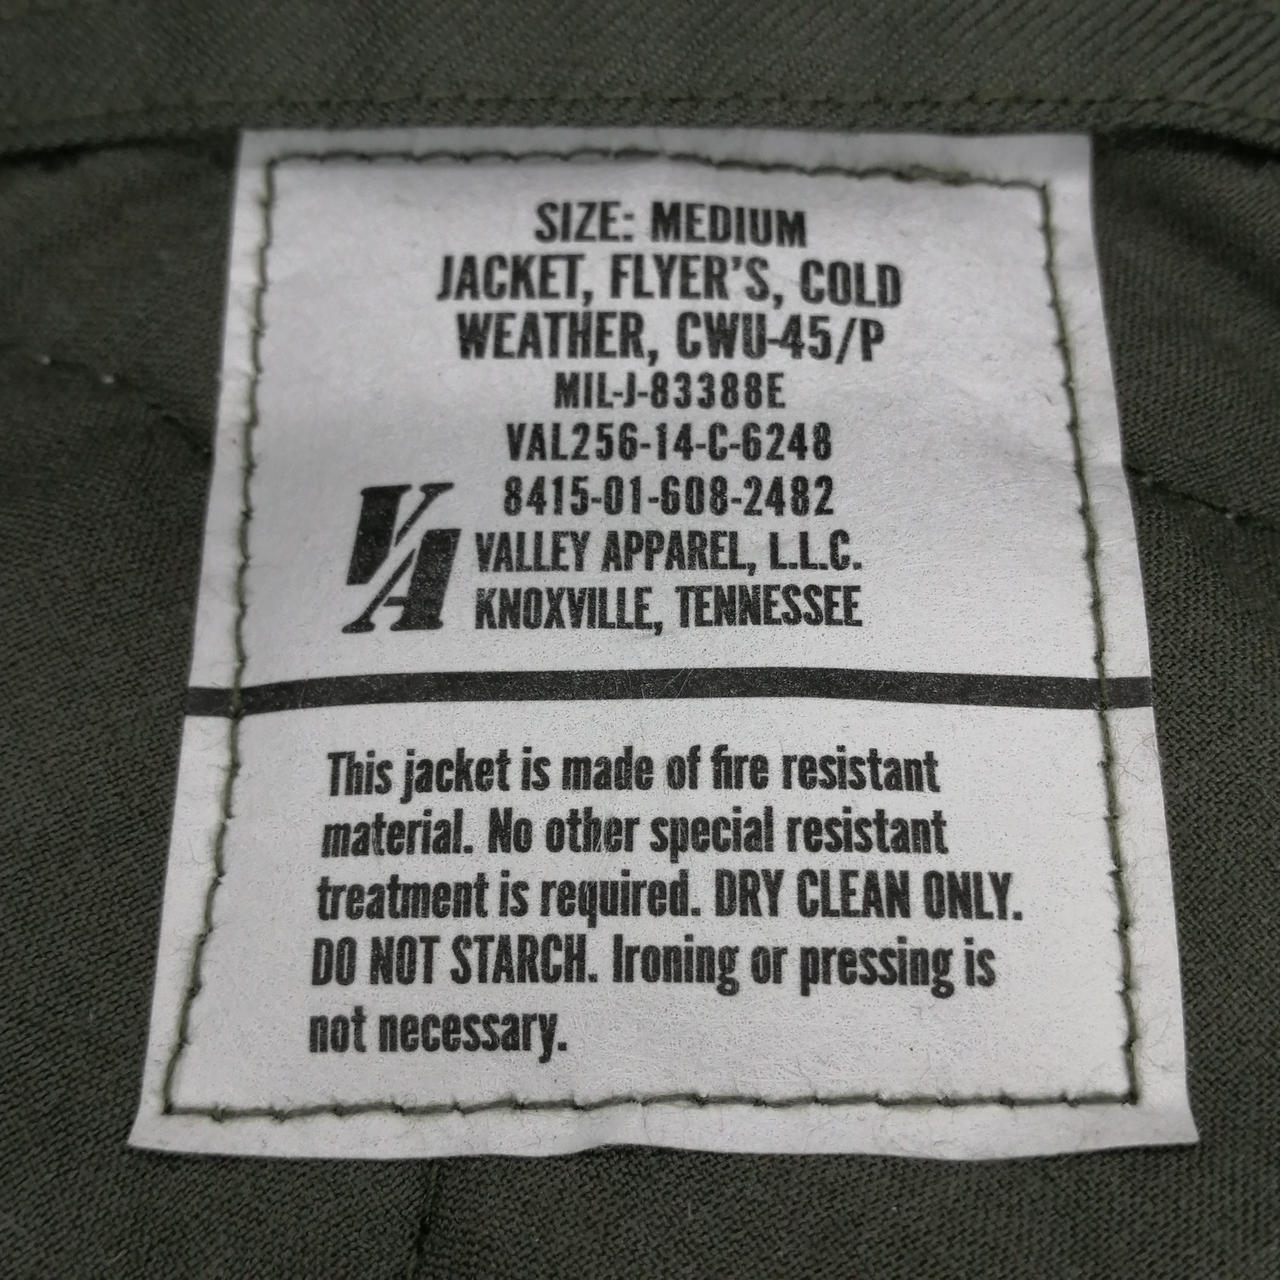 SIZE: MEDIUM
JACKET, FLYER'S, COLD
WEATHER, CWU-45/P
MIL-J-83388E
VAL256-14-C-6248
8415-01-608-2482
VA
VALLEY APPAREL, L.L.C.
KNOXVILLE, TENNESSEE
This jacket is made of fire resistant
material. No other special resistant
treatment is required. DRY CLEAN ONLY.
DO NOT STARCH. Ironing or pressing is
not necessary.